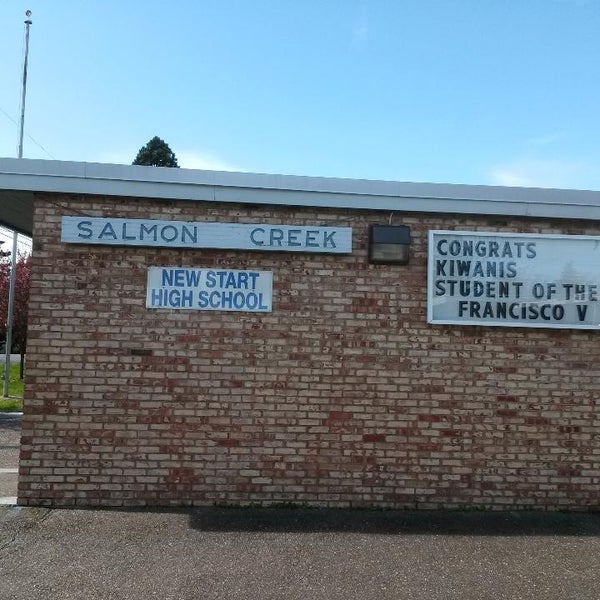 SALMON CREEK
NEW START
HIGH SCHOOL
CONGRATS
KIWANIS
STUDENT OF THE
FRANCISCO V